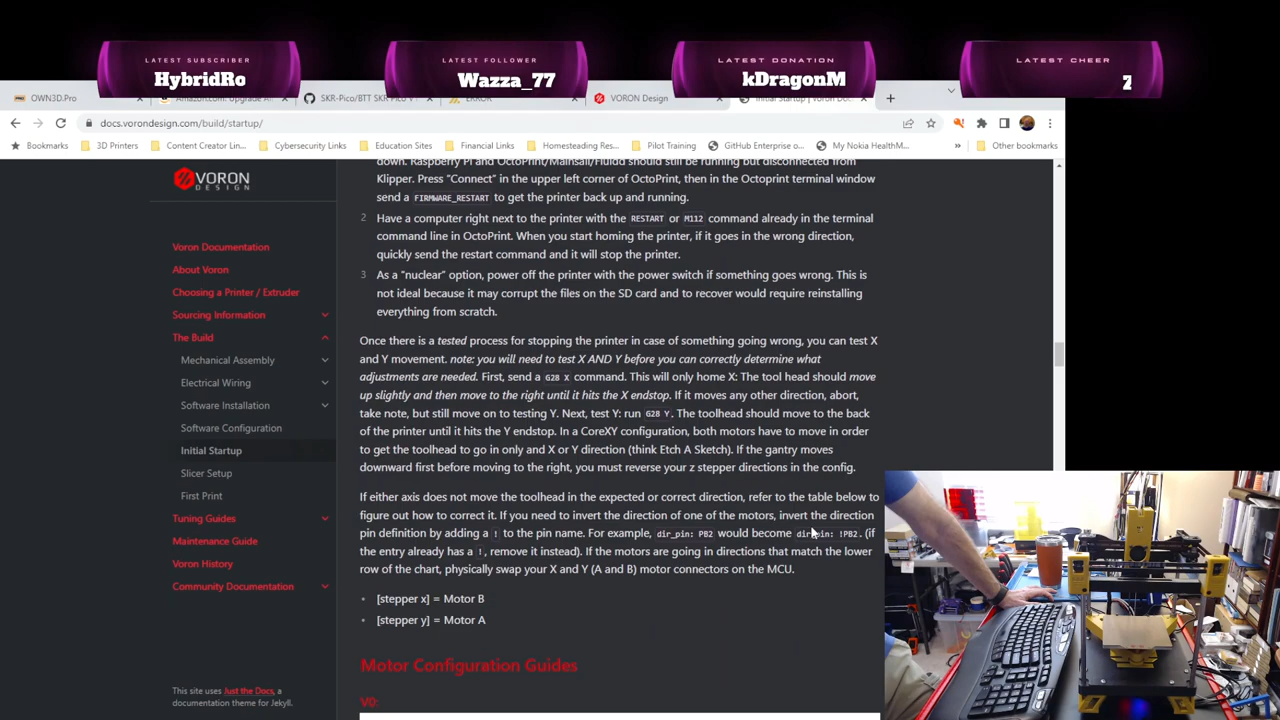 LATEST SUBSCRIBER
HybridRo
LATEST FOLLOWER
Wazza_77
LATEST DONATION
kDragonM
LATEST CHEER
OWN3D.Pro
Amazon.com: Upgrade
SKR-Pico/BTT SKR Pico V
ERROR
VORON Design
Initial Startup | Voron
docs.vorondesign.com/build/startup/
Bookmarks
3D Printers
Content Creator Lin...
Cybersecurity Links
Education Sites
Financial Links
Homesteading Res...
Pilot Training
GitHub Enterprise o...
My Nokia HealthM...
»
Other bookmarks
VORON
DESIGN
Voron Documentation
About Voron
Choosing a Printer / Extruder
Sourcing Information
The Build
Mechanical Assembly
Electrical Wiring
Software Installation
Software Configuration
Initial Startup
Slicer Setup
First Print
Tuning Guides
Maintenance Guide
Voron History
Community Documentation
This site uses Just the Docs, a
documentation theme for Jekyll.
down. Raspberry Pi and OctoPrint/Mainsail/Fluidd should still be running but disconnected from
Klipper. Press "Connect" in the upper left corner of OctoPrint, then in the Octoprint terminal window
send a FIRMWARE_RESTART to get the printer back up and running.
2 Have a computer right next to the printer with the RESTART or M112 command already in the terminal
command line in OctoPrint. When you start homing the printer, if it goes in the wrong direction,
quickly send the restart command and it will stop the printer.
3 As a "nuclear" option, power off the printer with the power switch if something goes wrong. This is
not ideal because it may corrupt the files on the SD card and to recover would require reinstalling
everything from scratch.
Once there is a tested process for stopping the printer in case of something going wrong, you can test X
and Y movement. note: you will need to test X AND Y before you can correctly determine what
adjustments are needed. First, send a G28 X command. This will only home X: The tool head should move
up slightly and then move to the right until it hits the X endstop. If it moves any other direction, abort,
take note, but still move on to testing Y. Next, test Y: run G28 Y. The toolhead should move to the back
of the printer until it hits the Y endstop. In a CoreXY configuration, both motors have to move in order
to get the toolhead to go in only and X or Y direction (think Etch A Sketch). If the gantry moves
downward first before moving to the right, you must reverse your z stepper directions in the config.
If either axis does not move the toolhead in the expected or correct direction, refer to the table below to
figure out how to correct it. If you need to invert the direction of one of the motors, invert the direction
pin definition by adding a ! to the pin name. For example, dir_pin: PB2 would become dir_pin: !PB2. (if
the entry already has a !, remove it instead). If the motors are going in directions that match the lower
row of the chart, physically swap your X and Y (A and B) motor connectors on the MCU.
• [stepper x] = Motor B
• [stepper y] = Motor A
Motor Configuration Guides
V0: